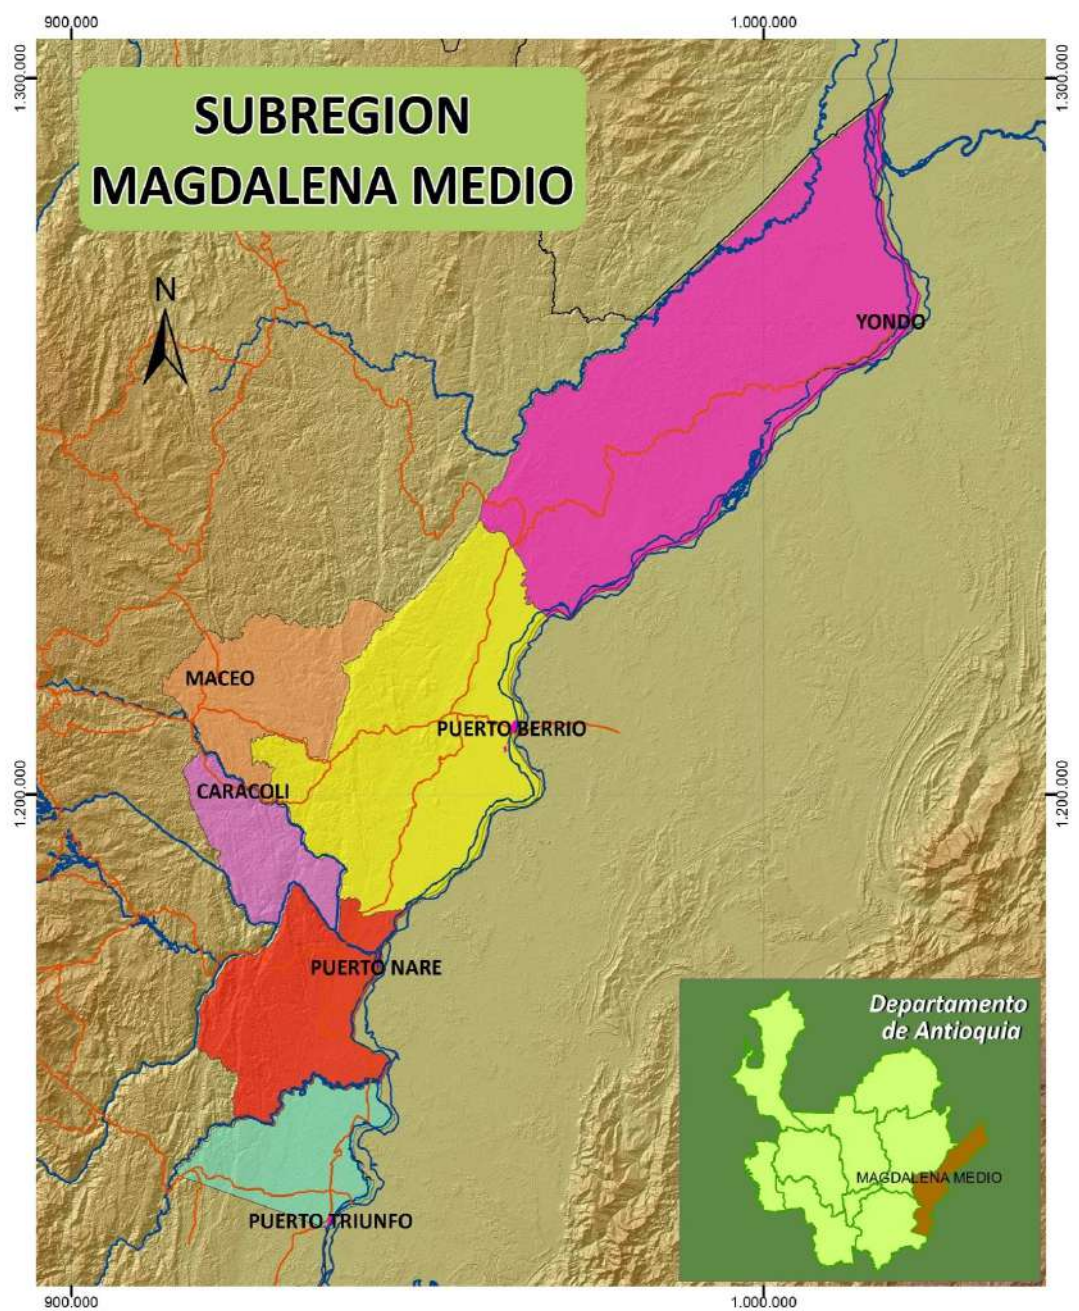 900.000
1.000.000
1.300.000
1.300.000
SUBREGION
MAGDALENA MEDIO
N
YONDO
MACEO
PUERTO BERRIO
CARACOLI
1.200.000
1.200.000
PUERTO NARE
Departamento
de Antioquia
MAGDALENA MEDIO
PUERTO TRIUNFO
900.000
1.000.000